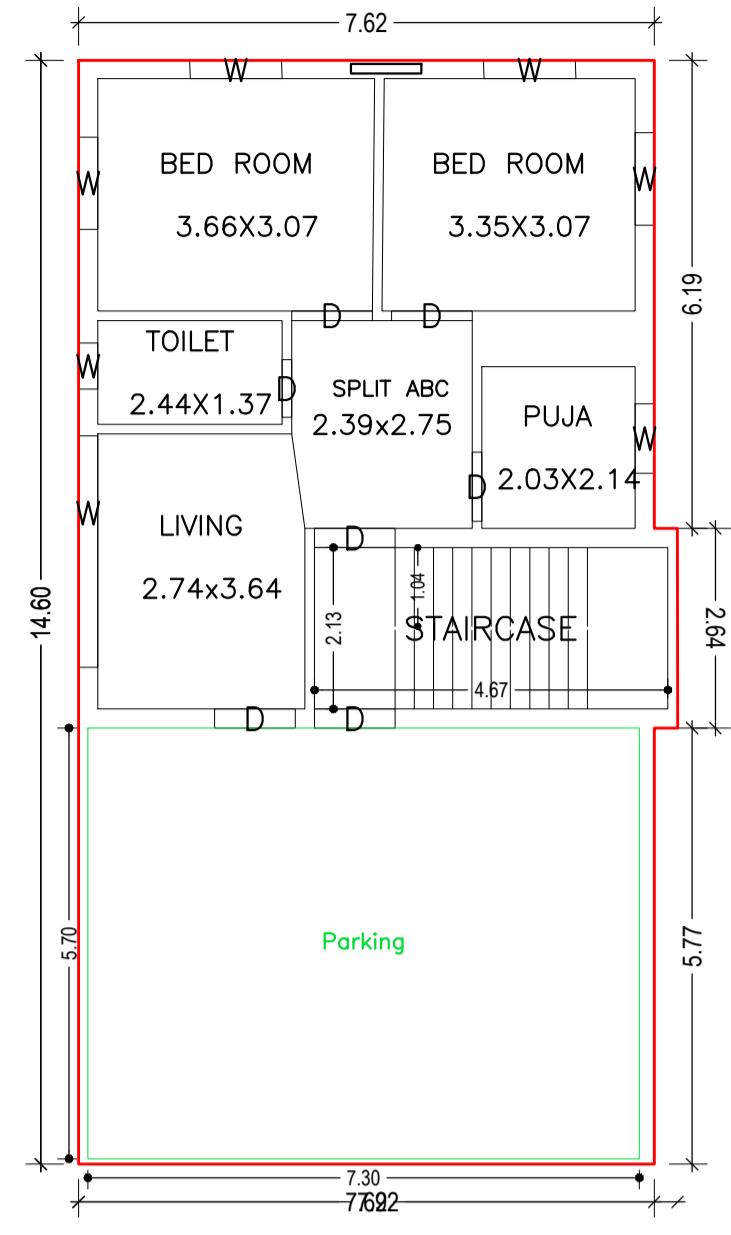 7.62
W W
BED ROOM
3.66X3.07
BED ROOM
3.35X3.07
W
W
6.19
D D
TOILET
2.44X1.37
W
D
SPLIT ABC
2.39x2.75
PUJA
2.03X2.14
W
D
W
LIVING
2.74x3.64
D
14.60
2.13
1.04
STAIRCASE
4.67
2.64
D D
5.70
Parking
5.77
7.30